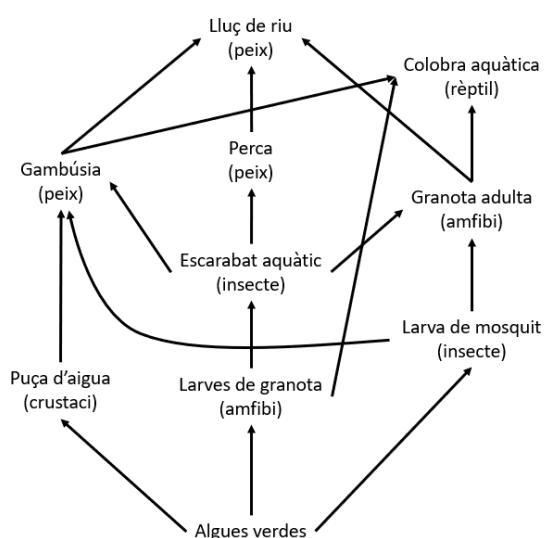 Lluç de riu
(peix)
Colobra aquàtica
(rèptil)
Perca
(peix)
Gambúsia
(peix)
Granota adulta
(amfibi)
Escarabat aquàtic
(insecte)
Larva de mosquit
(insecte)
Puça d'aigua
(crustaci)
Larves de granota
(amfibi)
Algues verdes